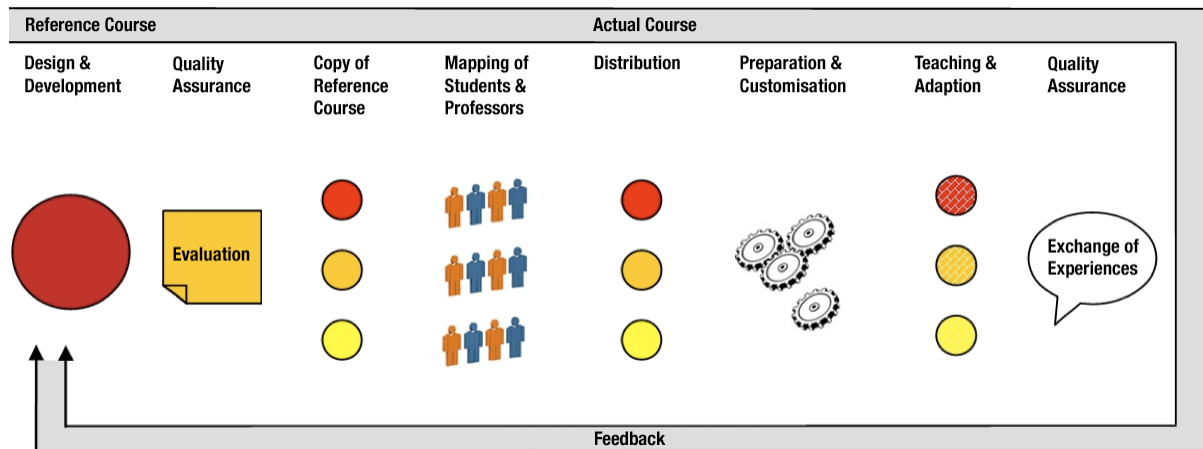 Reference Course
Actual Course
Design &
Development
Quality
Assurance
Copy of
Reference
Course
Mapping of
Students &
Professors
Distribution
Preparation &
Customisation
Teaching &
Adaption
Quality
Assurance
Evaluation
Exchange of
Experiences
Feedback